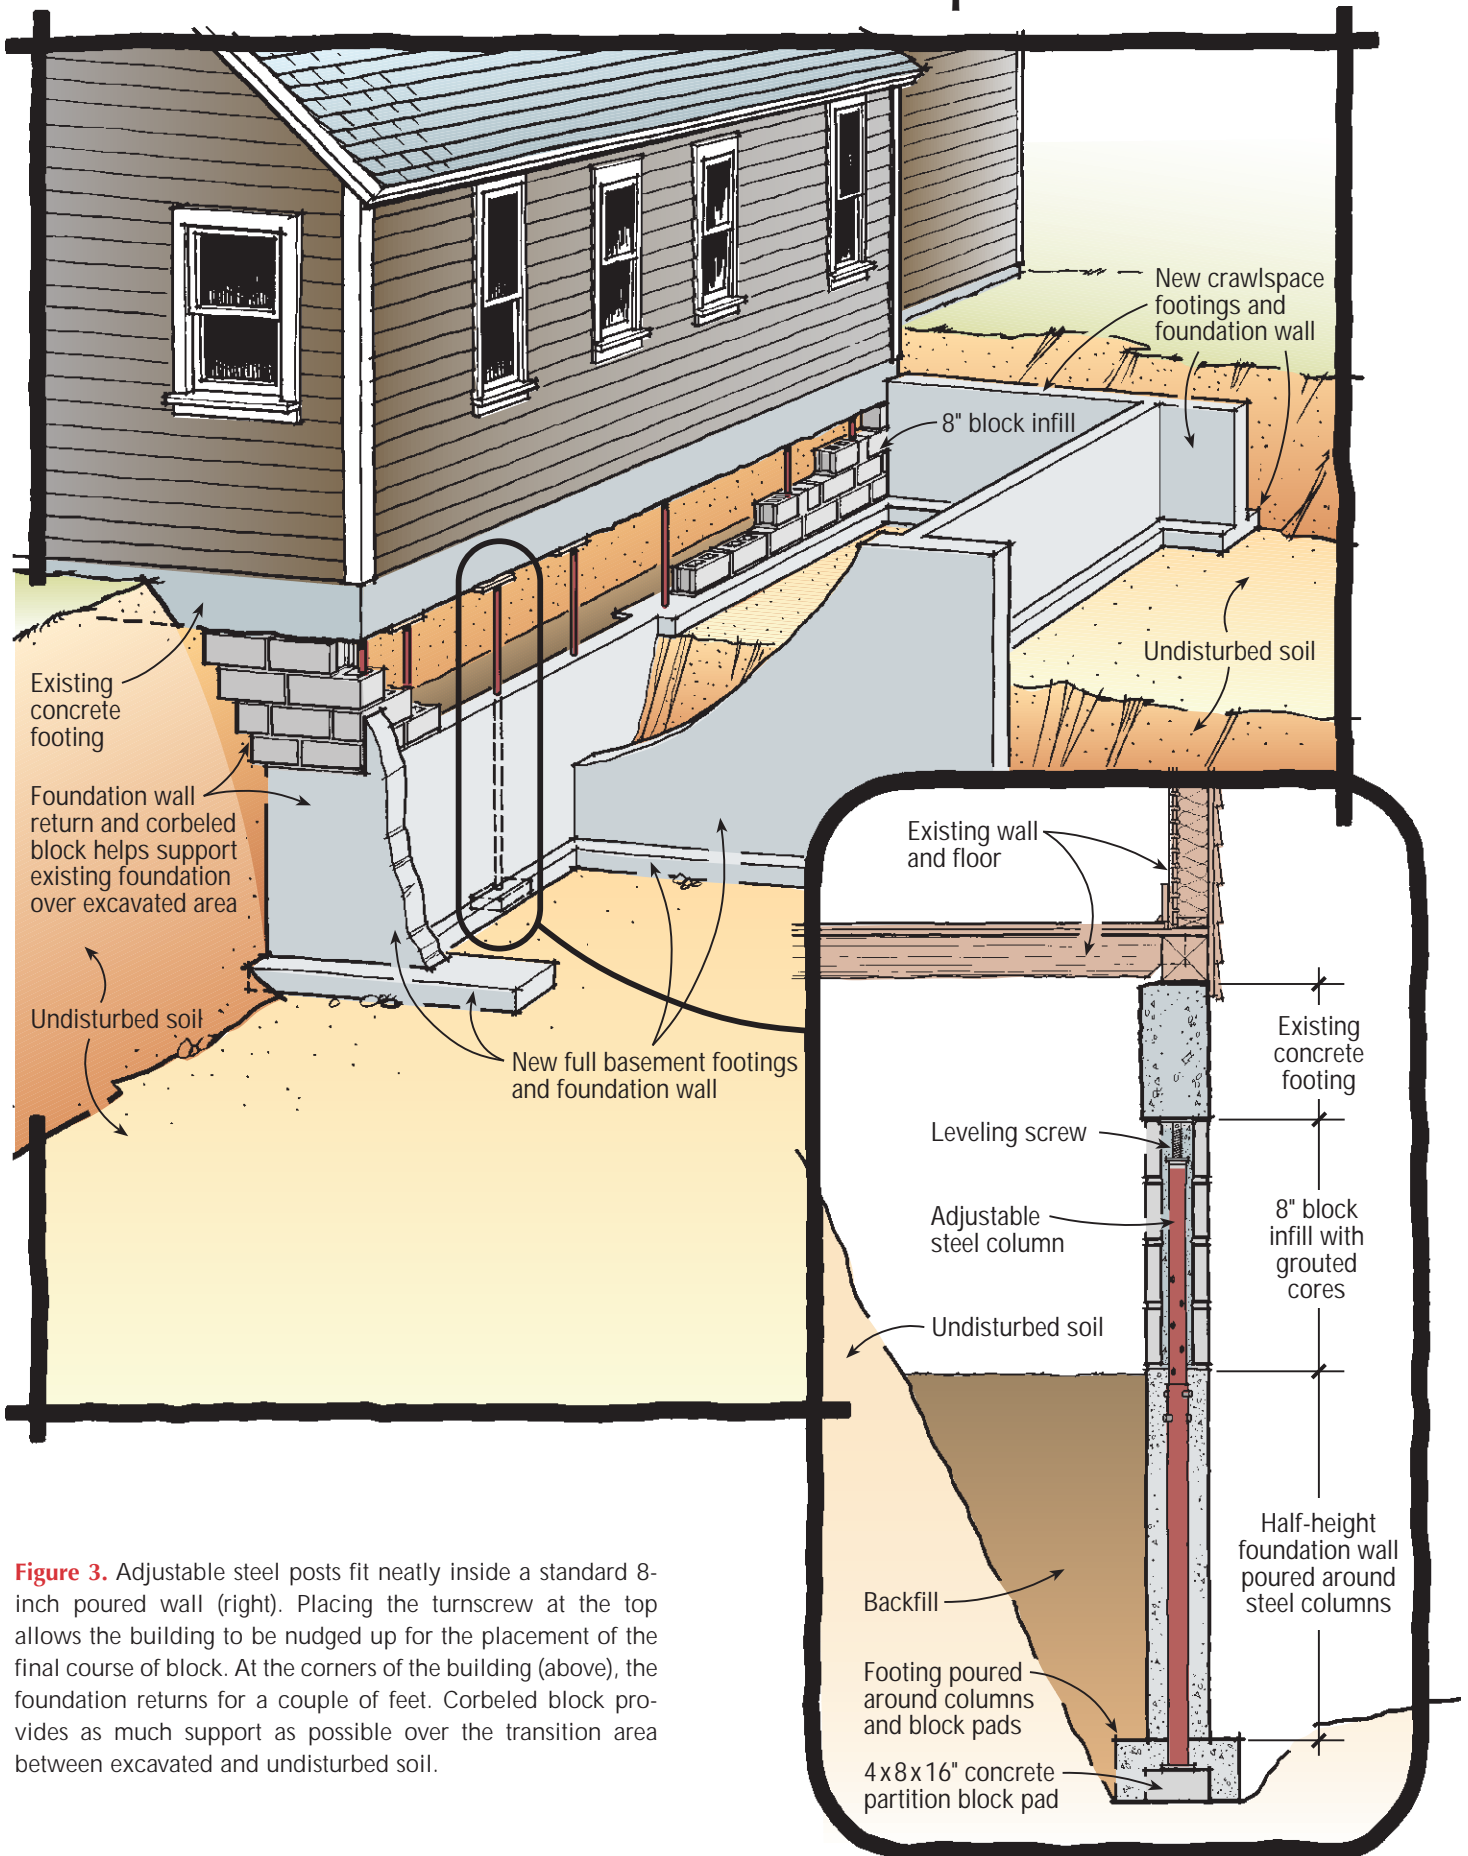 New crawlspace
footings and
foundation wall
8" block infill
Undisturbed soil
Existing
concrete
footing
Foundation wall
return and corbeled
block helps support
existing foundation
over excavated area
Undisturbed soil
New full basement footings
and foundation wall
Existing wall
and floor
Existing
concrete
footing
Leveling screw
Adjustable
steel column
8" block
infill with
grouted
cores
Undisturbed soil
Half-height
foundation wall
poured around
steel columns
Backfill
Footing poured
around columns
and block pads
4x8x16" concrete
partition block pad
Figure 3. Adjustable steel posts fit neatly inside a standard 8-
inch poured wall (right). Placing the turnscrew at the top
allows the building to be nudged up for the placement of the
final course of block. At the corners of the building (above), the
foundation returns for a couple of feet. Corbeled block pro-
vides as much support as possible over the transition area
between excavated and undisturbed soil.